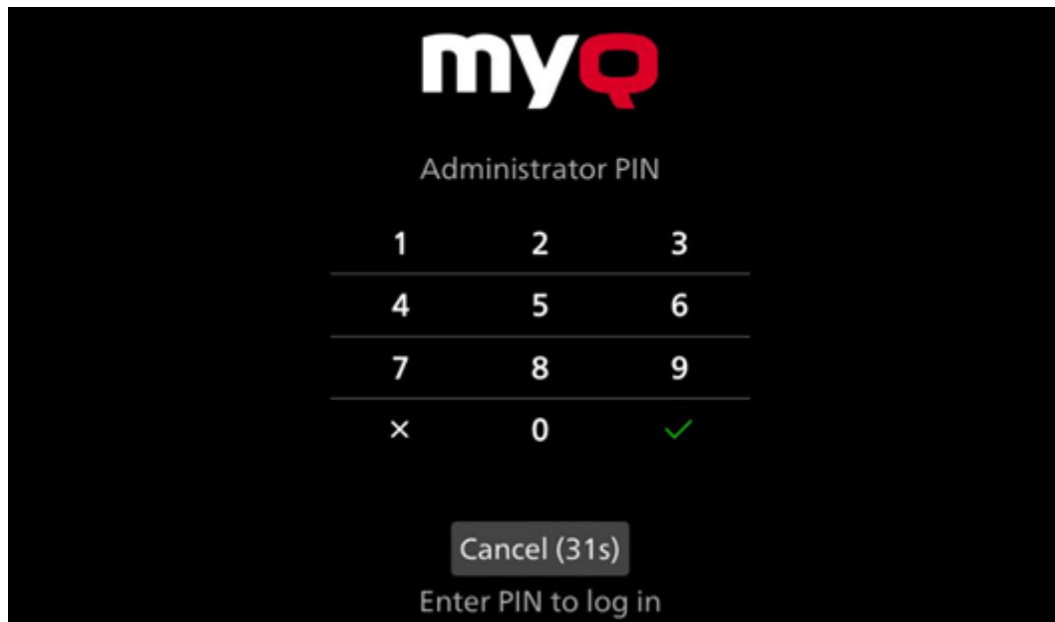 myQ
Administrator PIN
1 2 3
4 5 6
7 8 9
× 0 ✓
Cancel (31s)
Enter PIN to log in